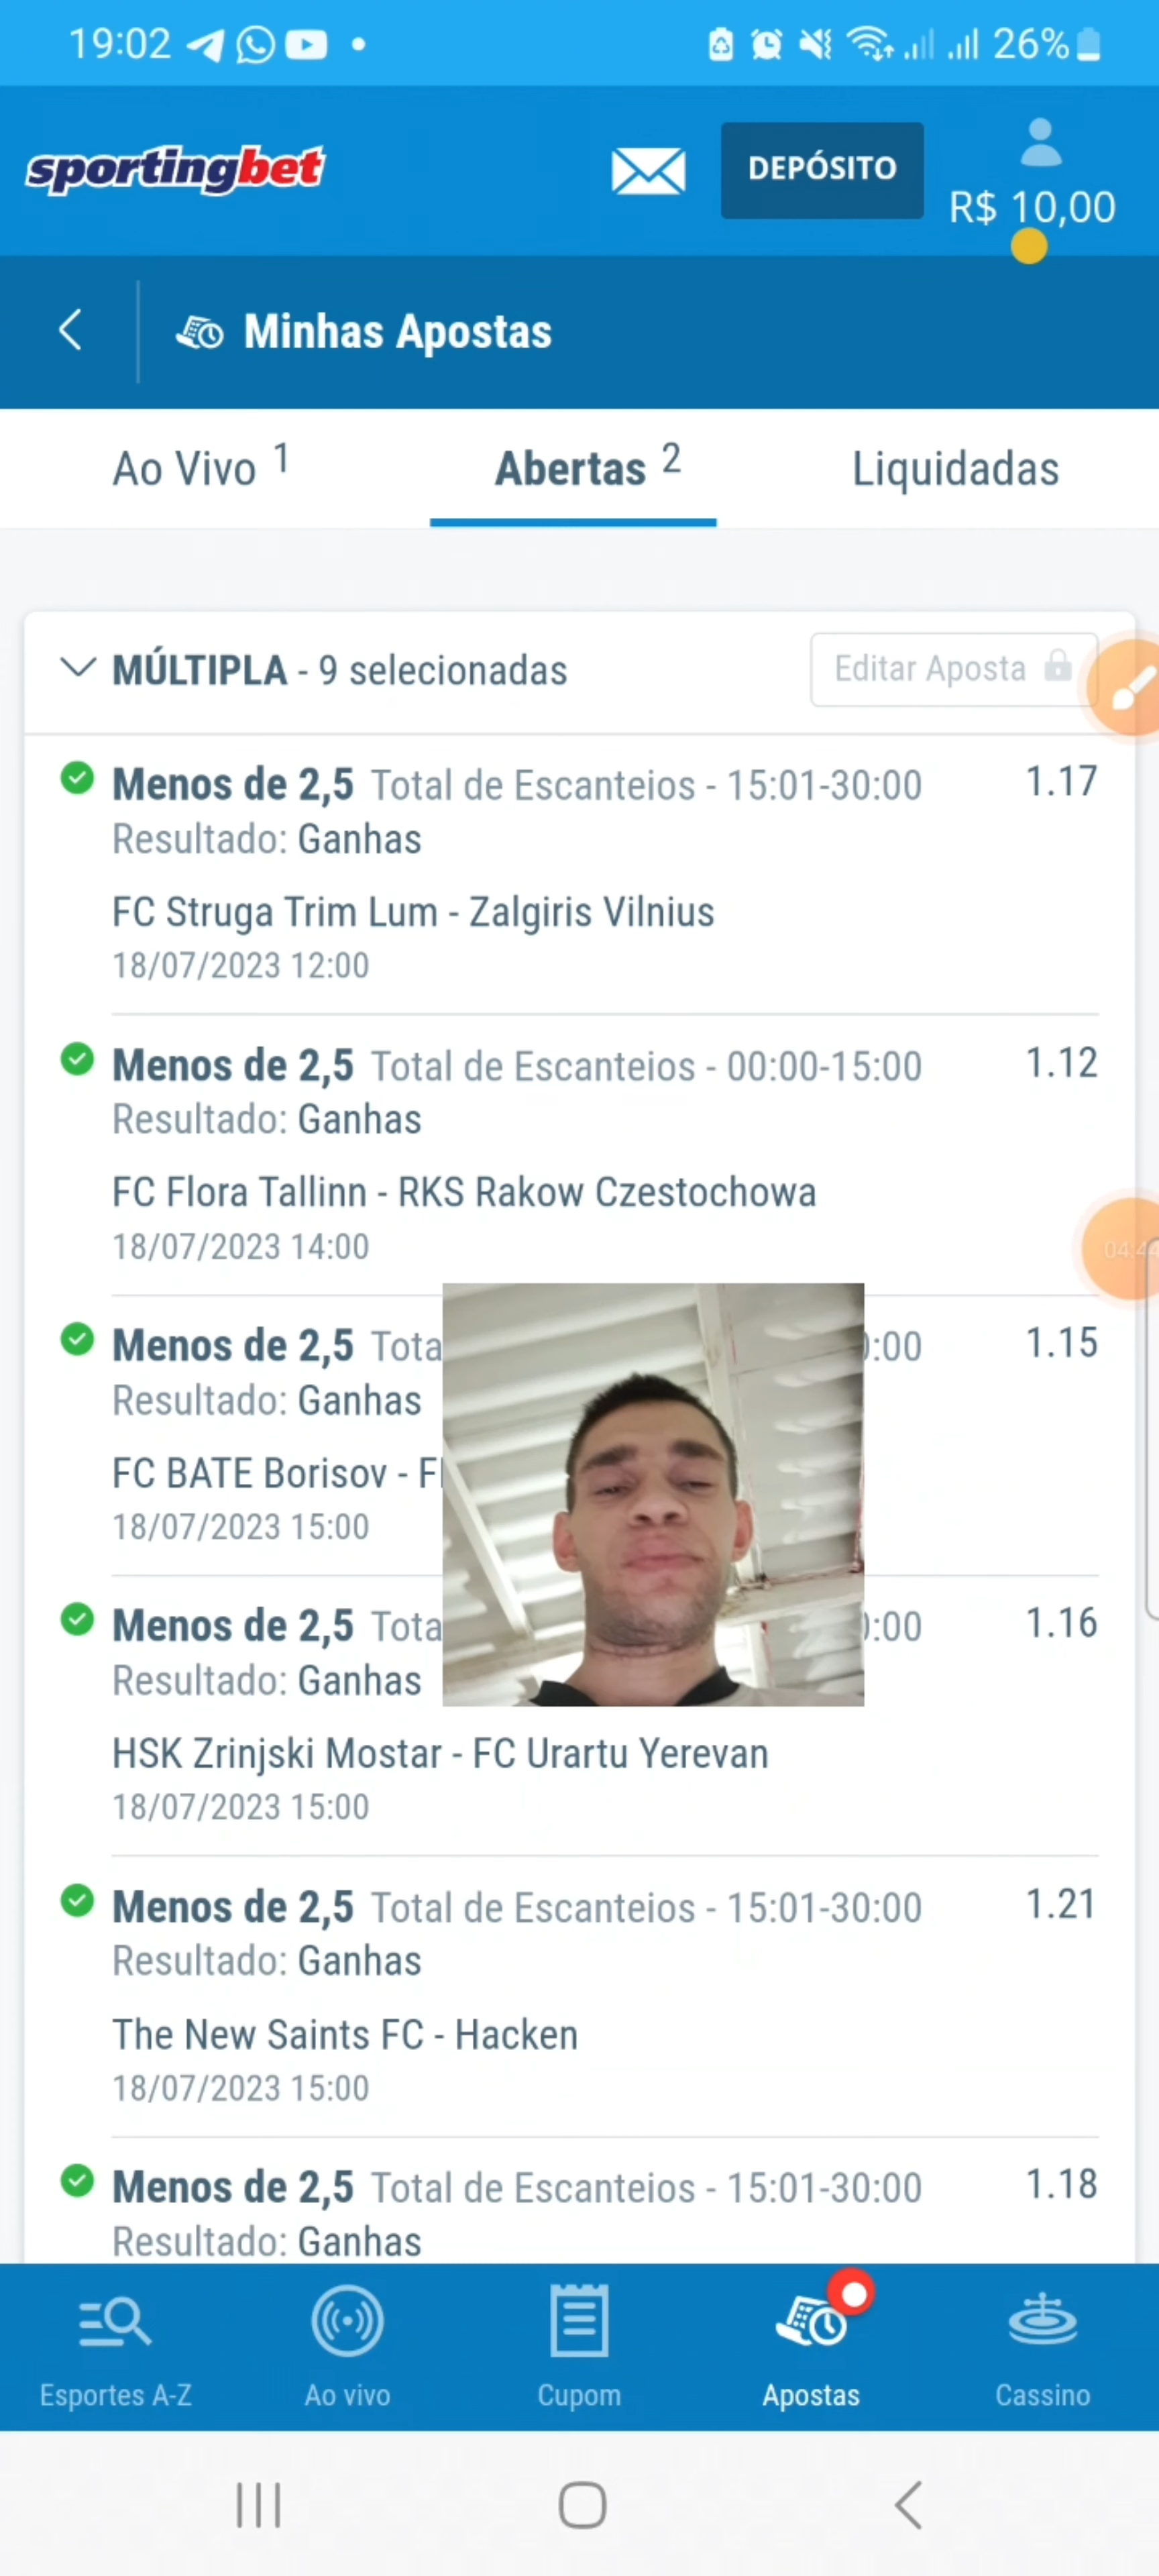 19:02
26%
sportingbet
DEPÓSITO
R$ 10,00
Minhas Apostas
Ao Vivo 1
Abertas 2
Liquidadas
MÚLTIPLA - 9 selecionadas
Editar Aposta
Menos de 2,5 Total de Escanteios - 15:01-30:00 1.17
Resultado: Ganhas
FC Struga Trim Lum - Zalgiris Vilnius
18/07/2023 12:00
Menos de 2,5 Total de Escanteios - 00:00-15:00 1.12
Resultado: Ganhas
FC Flora Tallinn - RKS Rakow Czestochowa
18/07/2023 14:00
04:44
Menos de 2,5 :00 1.15
Resultado: Ganhas
FC BATE Borisov -
18/07/2023 15:00
Menos de 2,5 :00 1.16
Resultado: Ganhas
HSK Zrinjski Mostar - FC Urartu Yerevan
18/07/2023 15:00
Menos de 2,5 Total de Escanteios - 15:01-30:00 1.21
Resultado: Ganhas
The New Saints FC - Hacken
18/07/2023 15:00
Menos de 2,5 Total de Escanteios - 15:01-30:00 1.18
Resultado: Ganhas
Esportes A-Z
Ao vivo
Cupom
Apostas
Cassino